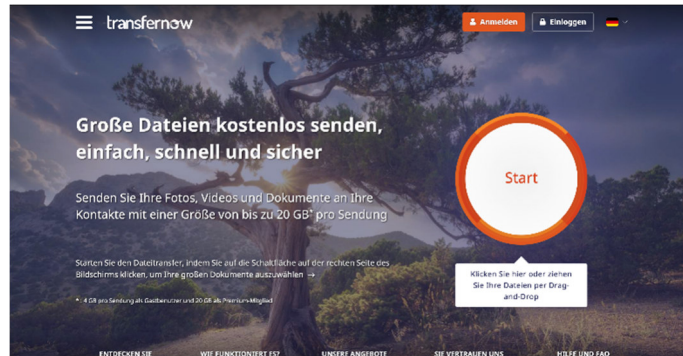 transfernow
Anmelden
Einloggen
Große Dateien kostenlos senden,
einfach, schnell und sicher
Senden Sie Ihre Fotos, Videos und Dokumente an Ihre
Kontakte mit einer Größe von bis zu 20 GB* pro Sendung
Starten Sie den Dateitransfer, indem Sie auf die Schaltfläche auf der rechten Seite des
Bildschirms klicken, um Ihre großen Dokumente auszuwählen →
* : 4 GB pro Sendung als Gastbenutzer und 20 GB als Premium-Mitglied
Start
Klicken Sie hier oder ziehen
Sie Ihre Dateien per Drag-
and-Drop
ENTDECKEN SIE
WIE FUNKTIONIERT ES?
UNSERE ANGEBOTE
SIE VERTRAUEN UNS
HILFE UND FAQ